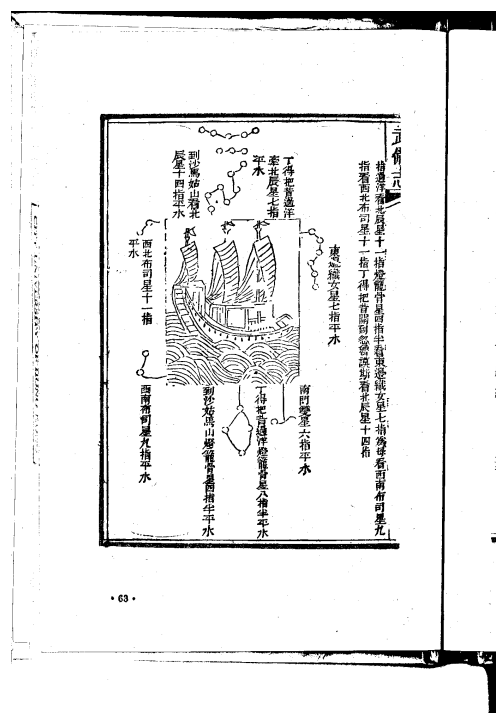 武備志
指過洋看北辰星十一指燈籠骨星四指半看東邊織女星七指為母看西南布司星九
指看西北布司星十一指丁得把昔開到忽魯謨斯看北辰星十四指
東邊織女星七指平水
丁得把昔過洋
牽北辰星七指
平水
到沙馬姑山看北
辰星十四指平水
西北布司星十一指
平水
南門雙星六指平水
丁得把昔過洋燈籠骨星八指半平水
到沙姑馬山燈籠骨星四指半平水
西南布司星九指平水
• 63 •